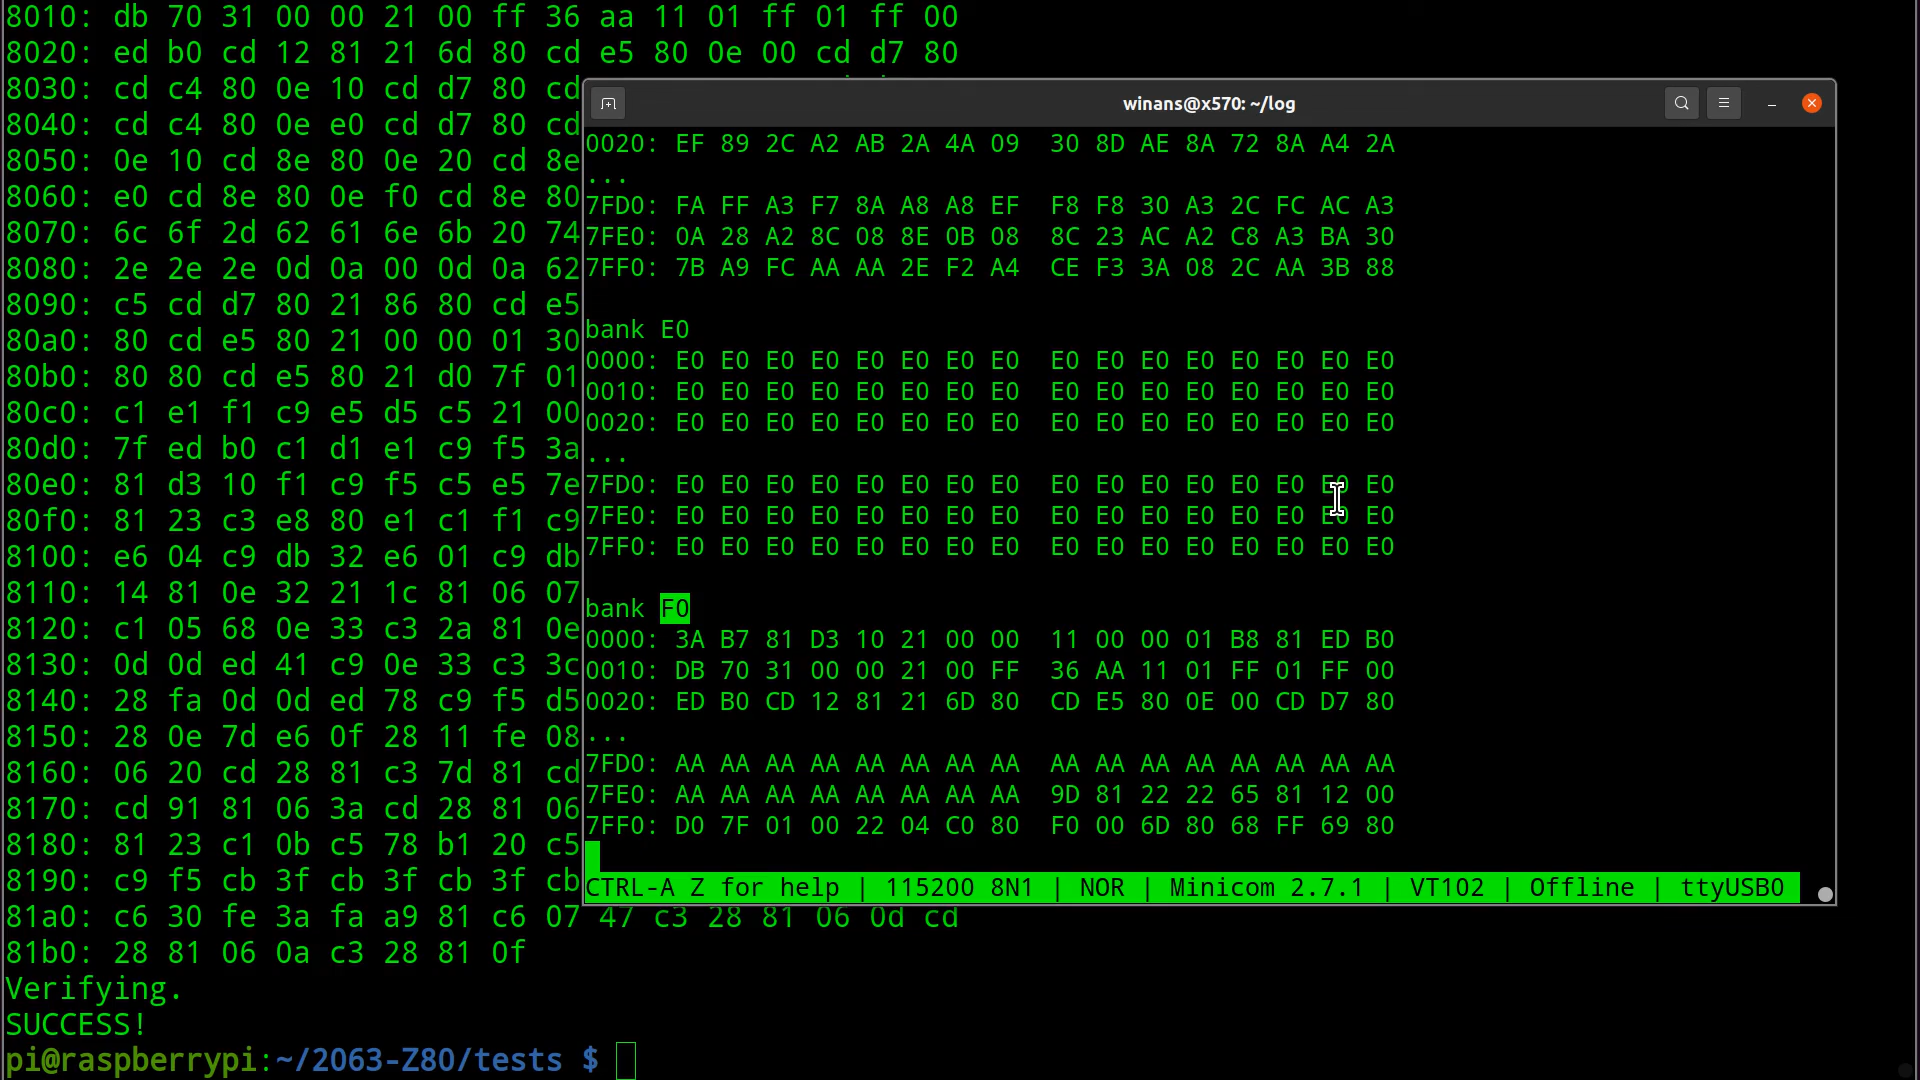 8010: db 70 31 00 00 21 00 ff 36 aa 11 01 ff 01 ff 00
8020: ed b0 cd 12 81 21 6d 80 cd e5 80 0e 00 cd d7 80
8030: cd c4 80 0e 10 cd d7 80 cd
8040: cd c4 80 0e e0 cd d7 80 cd
8050: 0e 10 cd 8e 80 0e 20 cd 8e
8060: e0 cd 8e 80 0e f0 cd 8e 80
8070: 6c 6f 2d 62 61 6e 6b 20 74
8080: 2e 2e 2e 0d 0a 00 0d 0a 62
8090: c5 cd d7 80 21 86 80 cd e5
80a0: 80 cd e5 80 21 00 00 01 30
80b0: 80 80 cd e5 80 21 d0 7f 01
80c0: c1 e1 f1 c9 e5 d5 c5 21 00
80d0: 7f ed b0 c1 d1 e1 c9 f5 3a
80e0: 81 d3 10 f1 c9 f5 c5 e5 7e
80f0: 81 23 c3 e8 80 e1 c1 f1 c9
8100: e6 04 c9 db 32 e6 01 c9 db
8110: 14 81 0e 32 21 1c 81 06 07
8120: c1 05 68 0e 33 c3 2a 81 0e
8130: 0d 0d ed 41 c9 0e 33 c3 3c
8140: 28 fa 0d 0d ed 78 c9 f5 d5
8150: 28 0e 7d e6 0f 28 11 fe 08
8160: 06 20 cd 28 81 c3 7d 81 cd
8170: cd 91 81 06 3a cd 28 81 06
8180: 81 23 c1 0b c5 78 b1 20 c5
8190: c9 f5 cb 3f cb 3f cb 3f cb
81a0: c6 30 fe 3a fa a9 81 c6 07 47 c3 28 81 06 0d cd
81b0: 28 81 06 0a c3 28 81 0f
Verifying.
SUCCESS!
pi@raspberrypi:~/2063-Z80/tests $
winans@x570: ~/log
0020: EF 89 2C A2 AB 2A 4A 09  30 8D AE 8A 72 8A A4 2A
...
7FD0: FA FF A3 F7 8A A8 A8 EF  F8 F8 30 A3 2C FC AC A3
7FE0: 0A 28 A2 8C 08 8E 0B 08  8C 23 AC A2 C8 A3 BA 30
7FF0: 7B A9 FC AA AA 2E F2 A4  CE F3 3A 08 2C AA 3B 88
bank E0
0000: E0 E0 E0 E0 E0 E0 E0 E0  E0 E0 E0 E0 E0 E0 E0 E0
0010: E0 E0 E0 E0 E0 E0 E0 E0  E0 E0 E0 E0 E0 E0 E0 E0
0020: E0 E0 E0 E0 E0 E0 E0 E0  E0 E0 E0 E0 E0 E0 E0 E0
...
7FD0: E0 E0 E0 E0 E0 E0 E0 E0  E0 E0 E0 E0 E0 E0 E0 E0
7FE0: E0 E0 E0 E0 E0 E0 E0 E0  E0 E0 E0 E0 E0 E0 E0 E0
7FF0: E0 E0 E0 E0 E0 E0 E0 E0  E0 E0 E0 E0 E0 E0 E0 E0
bank F0
0000: 3A B7 81 D3 10 21 00 00  11 00 00 01 B8 81 ED B0
0010: DB 70 31 00 00 21 00 FF  36 AA 11 01 FF 01 FF 00
0020: ED B0 CD 12 81 21 6D 80  CD E5 80 0E 00 CD D7 80
...
7FD0: AA AA AA AA AA AA AA AA  AA AA AA AA AA AA AA AA
7FE0: AA AA AA AA AA AA AA AA  9D 81 22 22 65 81 12 00
7FF0: D0 7F 01 00 22 04 C0 80  F0 00 6D 80 68 FF 69 80
CTRL-A Z for help | 115200 8N1 | NOR | Minicom 2.7.1 | VT102 | Offline | ttyUSB0